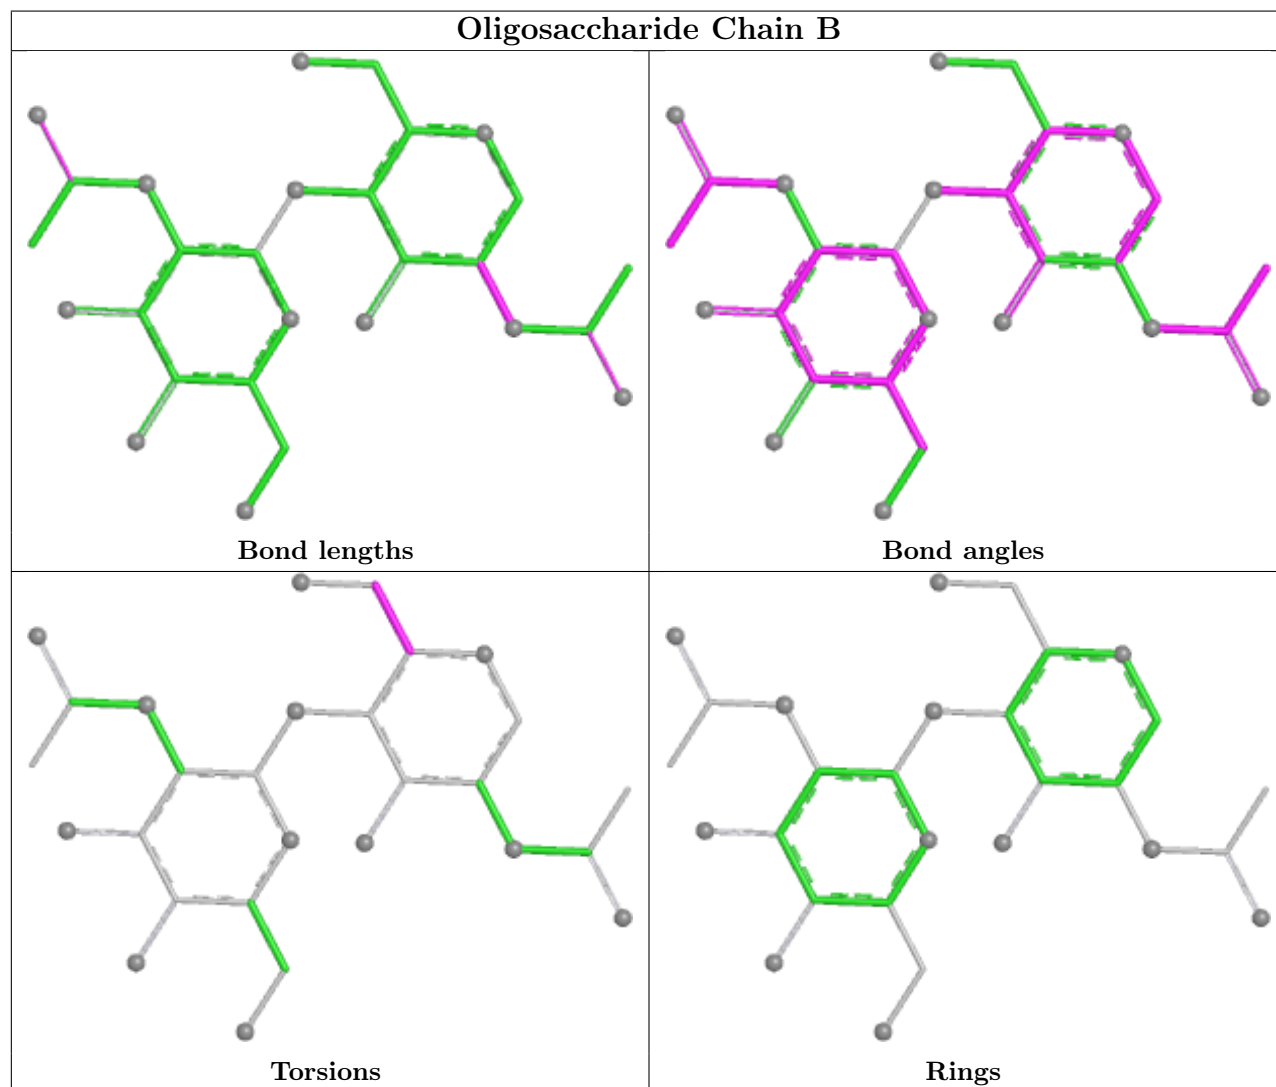 Oligosaccharide Chain B
Bond lengths
Bond angles
Torsions
Rings